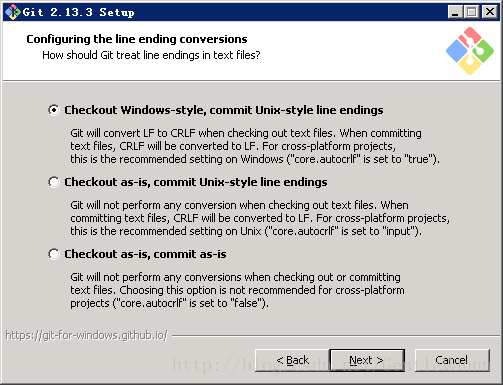 Git 2.13.3 Setup
Configuring the line ending conversions
How should Git treat line endings in text files?
Checkout Windows-style, commit Unix-style line endings
Git will convert LF to CRLF when checking out text files. When committing
text files, CRLF will be converted to LF. For cross-platform projects,
this is the recommended setting on Windows ("core.autocrlf" is set to "true").
Checkout as-is, commit Unix-style line endings
Git will not perform any conversion when checking out text files. When
committing text files, CRLF will be converted to LF. For cross-platform projects,
this is the recommended setting on Unix ("core.autocrlf" is set to "input").
Checkout as-is, commit as-is
Git will not perform any conversions when checking out or committing
text files. Choosing this option is not recommended for cross-platform
projects ("core.autocrlf" is set to "false").
https://git-for-windows.github.io/
< Back
Next >
Cancel